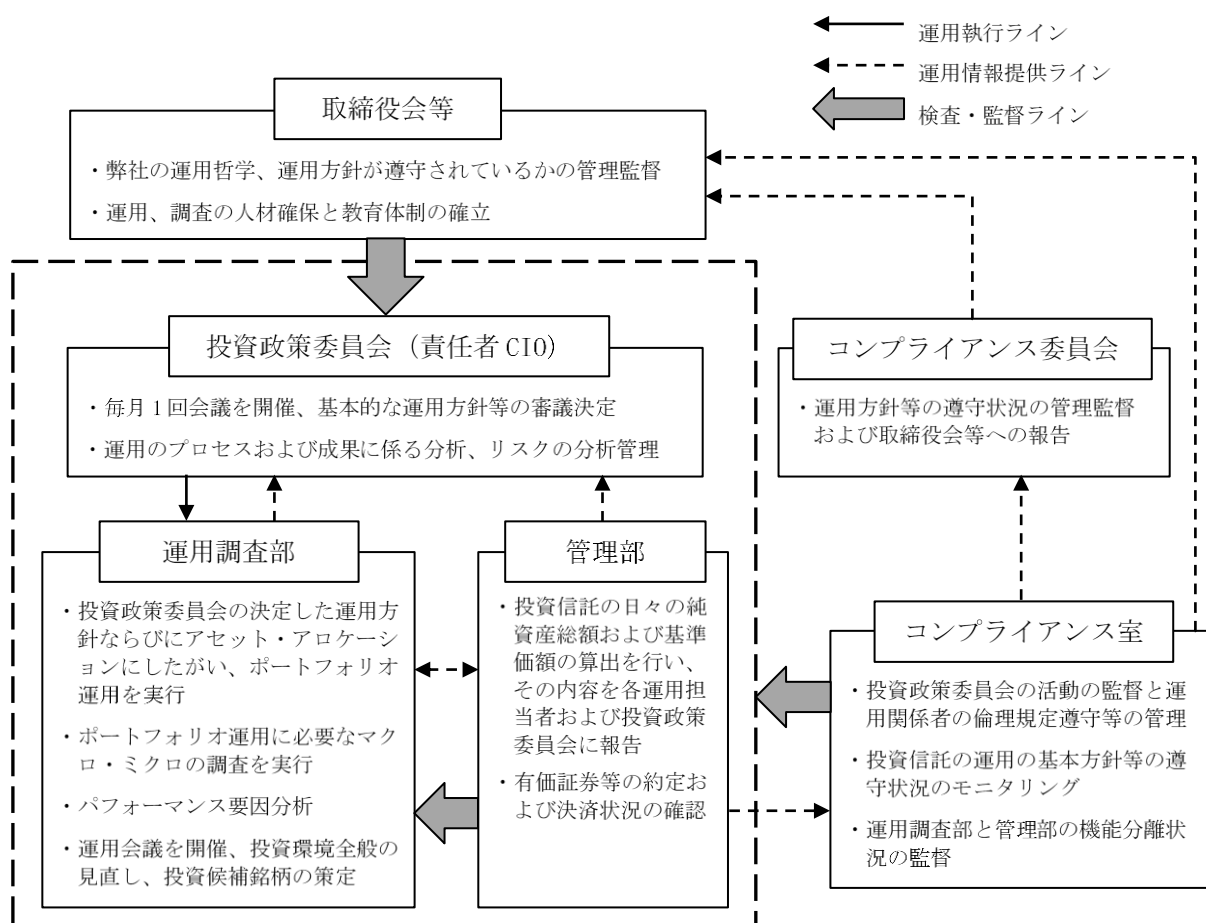 運用執行ライン
運用情報提供ライン
検査・監督ライン
取締役会等
・弊社の運用哲学、運用方針が遵守されているかの管理監督
・運用、調査の人材確保と教育体制の確立
投資政策委員会（責任者CIO）
・毎月1回会議を開催、基本的な運用方針等の審議決定
・運用のプロセスおよび成果に係る分析、リスクの分析管理
コンプライアンス委員会
・運用方針等の遵守状況の管理監督
および取締役会等への報告
運用調査部
・投資政策委員会の決定した運用方
針ならびにアセット・アロケーショ
ンにしたがい、ポートフォリオ
運用を実行
・ポートフォリオ運用に必要なマク
ロ・ミクロの調査を実行
・パフォーマンス要因分析
・運用会議を開催、投資環境全般の
見直し、投資候補銘柄の策定
管理部
・投資信託の日々の純
資産総額および基準
価額の算出を行い、
その内容を各運用担
当者および投資政策
委員会に報告
・有価証券等の約定お
よび決済状況の確認
コンプライアンス室
・投資政策委員会の活動の監督と運
用関係者の倫理規定遵守等の管理
・投資信託の運用の基本方針等の遵
守状況のモニタリング
・運用調査部と管理部の機能分離状
況の監督